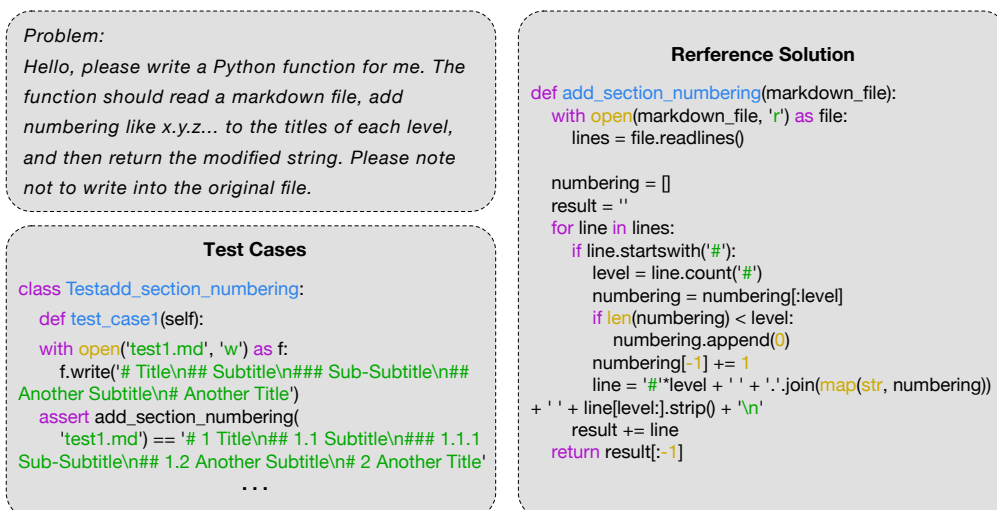 Problem:
Hello, please write a Python function for me. The
function should read a markdown file, add
numbering like x.y.z... to the titles of each level,
and then return the modified string. Please note
not to write into the original file.
Test Cases
class Testadd_section_numbering:
def test_case1(self):
with open('test1.md', 'w') as f:
f.write('# Title\n## Subtitle\n### Sub-Subtitle\n##
Another Subtitle\n# Another Title')
assert add_section_numbering(
'test1.md') == '# 1 Title\n## 1.1 Subtitle\n### 1.1.1
Sub-Subtitle\n## 1.2 Another Subtitle\n# 2 Another Title'
...
Rerference Solution
def add_section_numbering(markdown_file):
with open(markdown_file, 'r') as file:
lines = file.readlines()
numbering = []
result = ''
for line in lines:
if line.startswith('#'):
level = line.count('#')
numbering = numbering[:level]
if len(numbering) < level:
numbering.append(0)
numbering[-1] += 1
line = '#'*level + ' ' + '.'.join(map(str, numbering))
+ ' ' + line[level:].strip() + '\n'
result += line
return result[:-1]